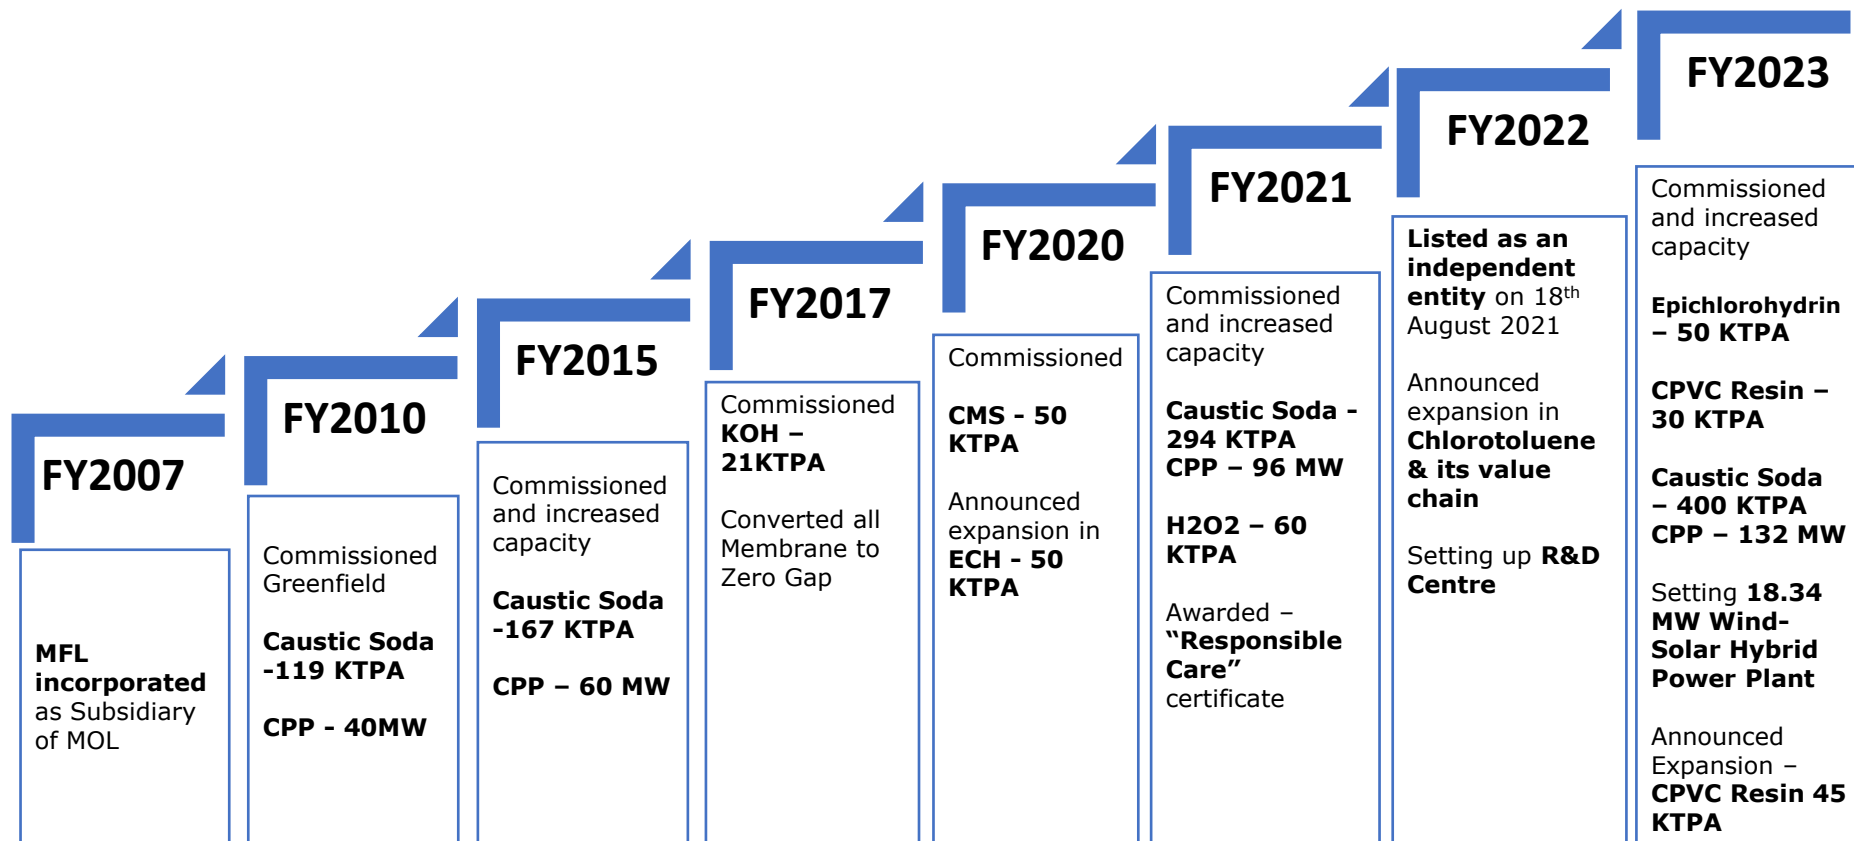 FY2007
MFL
incorporated
as Subsidiary
of MOL
FY2010
Commissioned
Greenfield
Caustic Soda
-119 KTPA
CPP - 40MW
FY2015
Commissioned
and increased
capacity
Caustic Soda
-167 KTPA
CPP – 60 MW
FY2017
Commissioned
KOH –
21KTPA
Converted all
Membrane to
Zero Gap
FY2020
Commissioned
CMS - 50
KTPA
Announced
expansion in
ECH - 50
KTPA
FY2021
Commissioned
and increased
capacity
Caustic Soda -
294 KTPA
CPP – 96 MW
H2O2 – 60
KTPA
Awarded –
“Responsible
Care”
certificate
FY2022
Listed as an
independent
entity on 18th
August 2021
Announced
expansion in
Chlorotoluene
& its value
chain
Setting up R&D
Centre
FY2023
Commissioned
and increased
capacity
Epichlorohydrin
– 50 KTPA
CPVC Resin –
30 KTPA
Caustic Soda
– 400 KTPA
CPP – 132 MW
Setting 18.34
MW Wind-
Solar Hybrid
Power Plant
Announced
Expansion –
CPVC Resin 45
KTPA